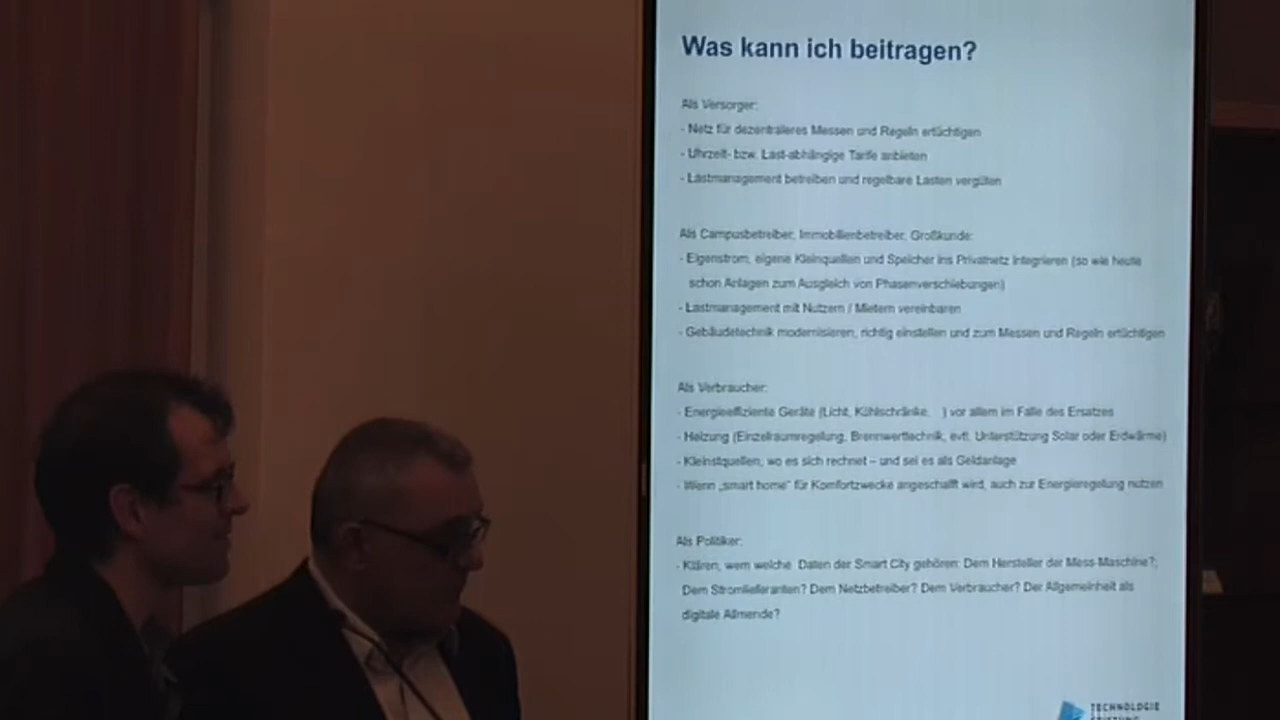 Was kann ich beitragen?
Als Versorger:
- Netz für dezentraleres Messen und Regeln ertüchtigen
- Uhrzeit- bzw. Last-abhängige Tarife anbieten
- Lastmanagement betreiben und regelbare Lasten vergüten
Als Campusbetreiber, Immobilienbetreiber, Großkunde:
- Eigenstrom, eigene Kleinquellen und Speicher ins Privatnetz integrieren (so wie heute
schon Anlagen zum Ausgleich von Phasenverschiebungen)
- Lastmanagement mit Nutzern / Mietern vereinbaren
- Gebäudetechnik modernisieren, richtig einstellen und zum Messen und Regeln ertüchtigen
Als Verbraucher:
- Energieeffiziente Geräte (Licht, Kühlschränke, ) vor allem im Falle des Ersatzes
- Heizung (Einzelraumregelung, Brennwerttechnik, evtl. Unterstützung Solar oder Erdwärme)
- Kleinstquellen, wo es sich rechnet – und sei es als Geldanlage
- Wenn „smart home" für Komfortzwecke angeschafft wird, auch zur Energieregelung nutzen
Als Politiker:
- Klären, wem welche Daten der Smart City gehören: Dem Hersteller der Mess-Maschine?;
Dem Stromlieferanten? Dem Netzbetreiber? Dem Verbraucher? Der Allgemeinheit als
digitale Allmende?
TECHNOLOGIE
STIFTUNG